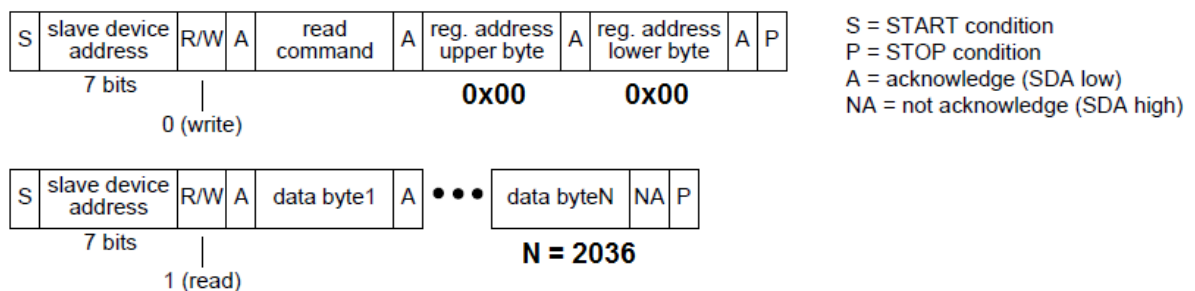 S slave device address R/W A read command A reg. address upper byte A reg. address lower byte A P
7 bits 0x00 0x00
0 (write)
S = START condition
P = STOP condition
A = acknowledge (SDA low)
NA = not acknowledge (SDA high)
S slave device address R/W A data byte1 A ••• data byteN NA P
7 bits N = 2036
1 (read)